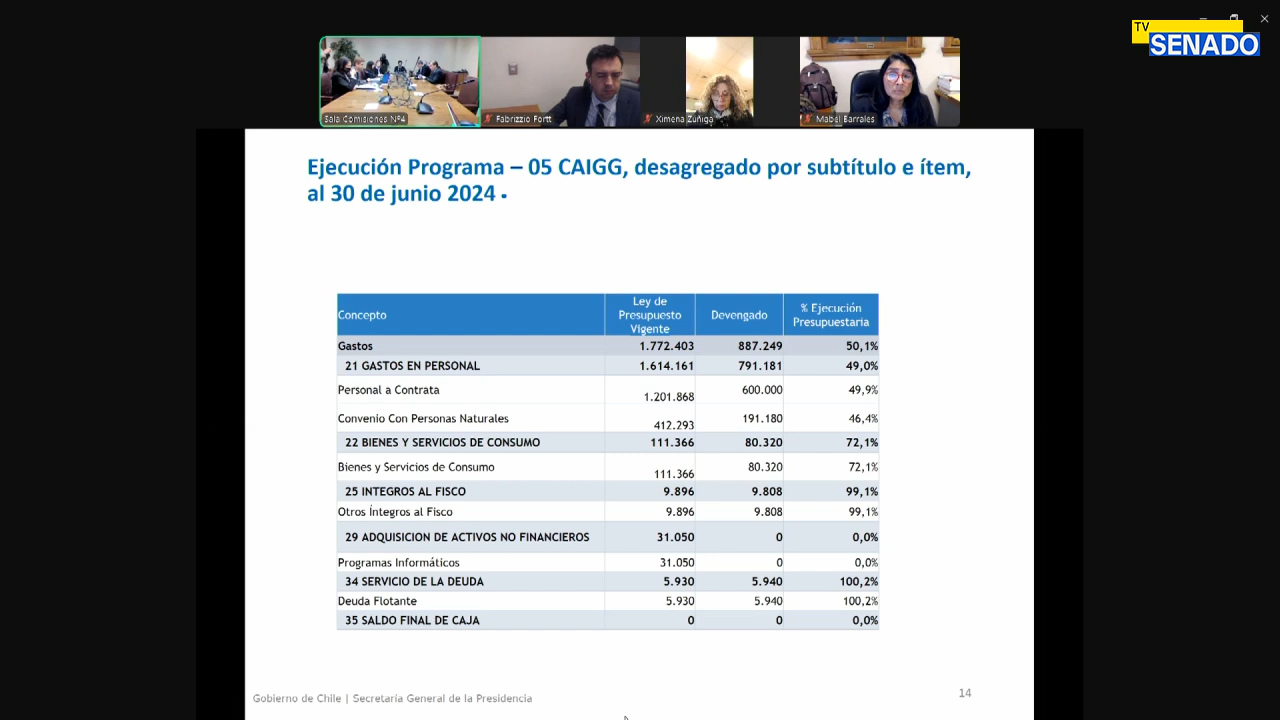 TV
SENADO
Sala Comisiones Nº4
Fabrizzio Fortt
Ximena Zúñiga
Mabel Barrales
Ejecución Programa – 05 CAIGG, desagregado por subtítulo e ítem,
al 30 de junio 2024 .
Concepto Ley de Presupuesto Vigente Devengado % Ejecución Presupuestaria
Gastos 1.772.403 887.249 50,1%
21 GASTOS EN PERSONAL 1.614.161 791.181 49,0%
Personal a Contrata 1.201.868 600.000 49,9%
Convenio Con Personas Naturales 412.293 191.180 46,4%
22 BIENES Y SERVICIOS DE CONSUMO 111.366 80.320 72,1%
Bienes y Servicios de Consumo 111.366 80.320 72,1%
25 INTEGROS AL FISCO 9.896 9.808 99,1%
Otros Íntegros al Fisco 9.896 9.808 99,1%
29 ADQUISICION DE ACTIVOS NO FINANCIEROS 31.050 0 0,0%
Programas Informáticos 31.050 0 0,0%
34 SERVICIO DE LA DEUDA 5.930 5.940 100,2%
Deuda Flotante 5.930 5.940 100,2%
35 SALDO FINAL DE CAJA 0 0 0,0%
Gobierno de Chile | Secretaría General de la Presidencia
14